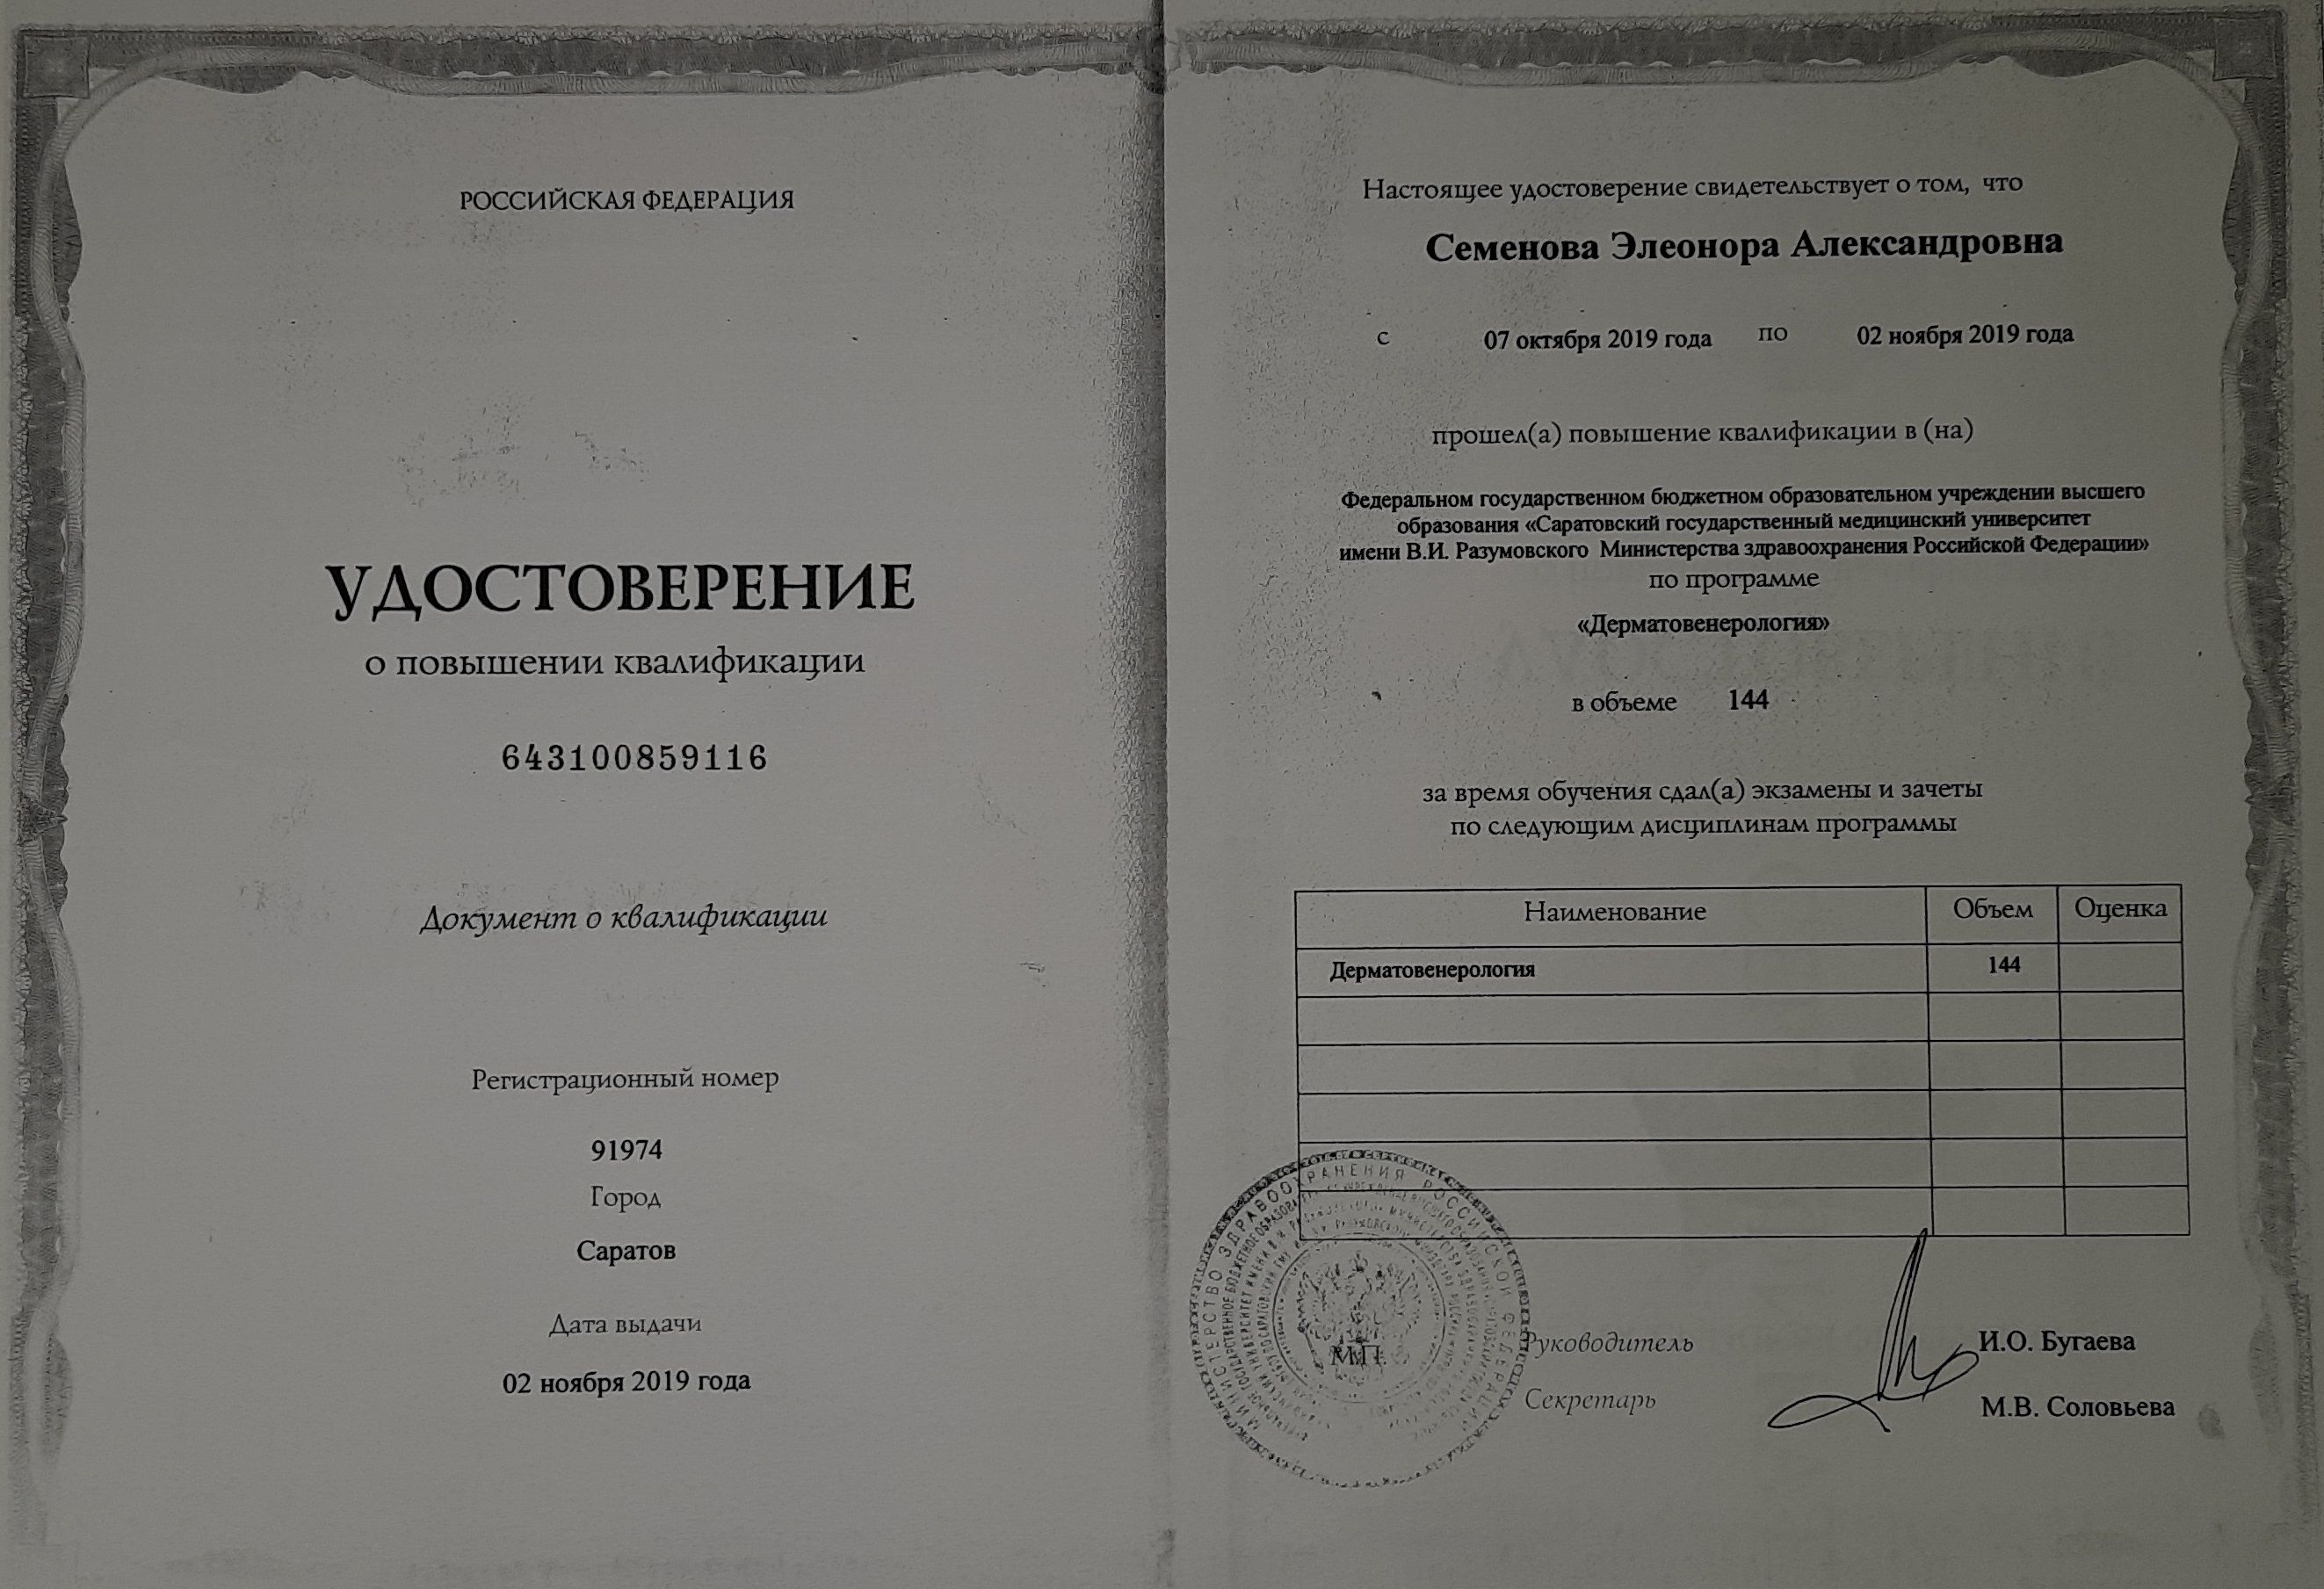 РОССИЙСКАЯ ФЕДЕРАЦИЯ
УДОСТОВЕРЕНИЕ
о повышении квалификации
643100859116
Документ о квалификации
Регистрационный номер
91974
Город
Саратов
Дата выдачи
02 ноября 2019 года
Настоящее удостоверение свидетельствует о том, что
Семенова Элеонора Александровна
с 07 октября 2019 года по 02 ноября 2019 года
прошел(а) повышение квалификации в (на)
Федеральном государственном бюджетном образовательном учреждении высшего
образования «Саратовский государственный медицинский университет
имени В.И. Разумовского Министерства здравоохранения Российской Федерации»
по программе
«Дерматовенерология»
в объеме 144
за время обучения сдал(а) экзамены и зачеты
по следующим дисциплинам программы
Наименование Объем Оценка
Дерматовенерология 144
МИНИСТЕРСТВО ЗДРАВООХРАНЕНИЯ РОССИЙСКОЙ ФЕДЕРАЦИИ
М.П.
Руководитель И.О. Бугаева
Секретарь М.В. Соловьева